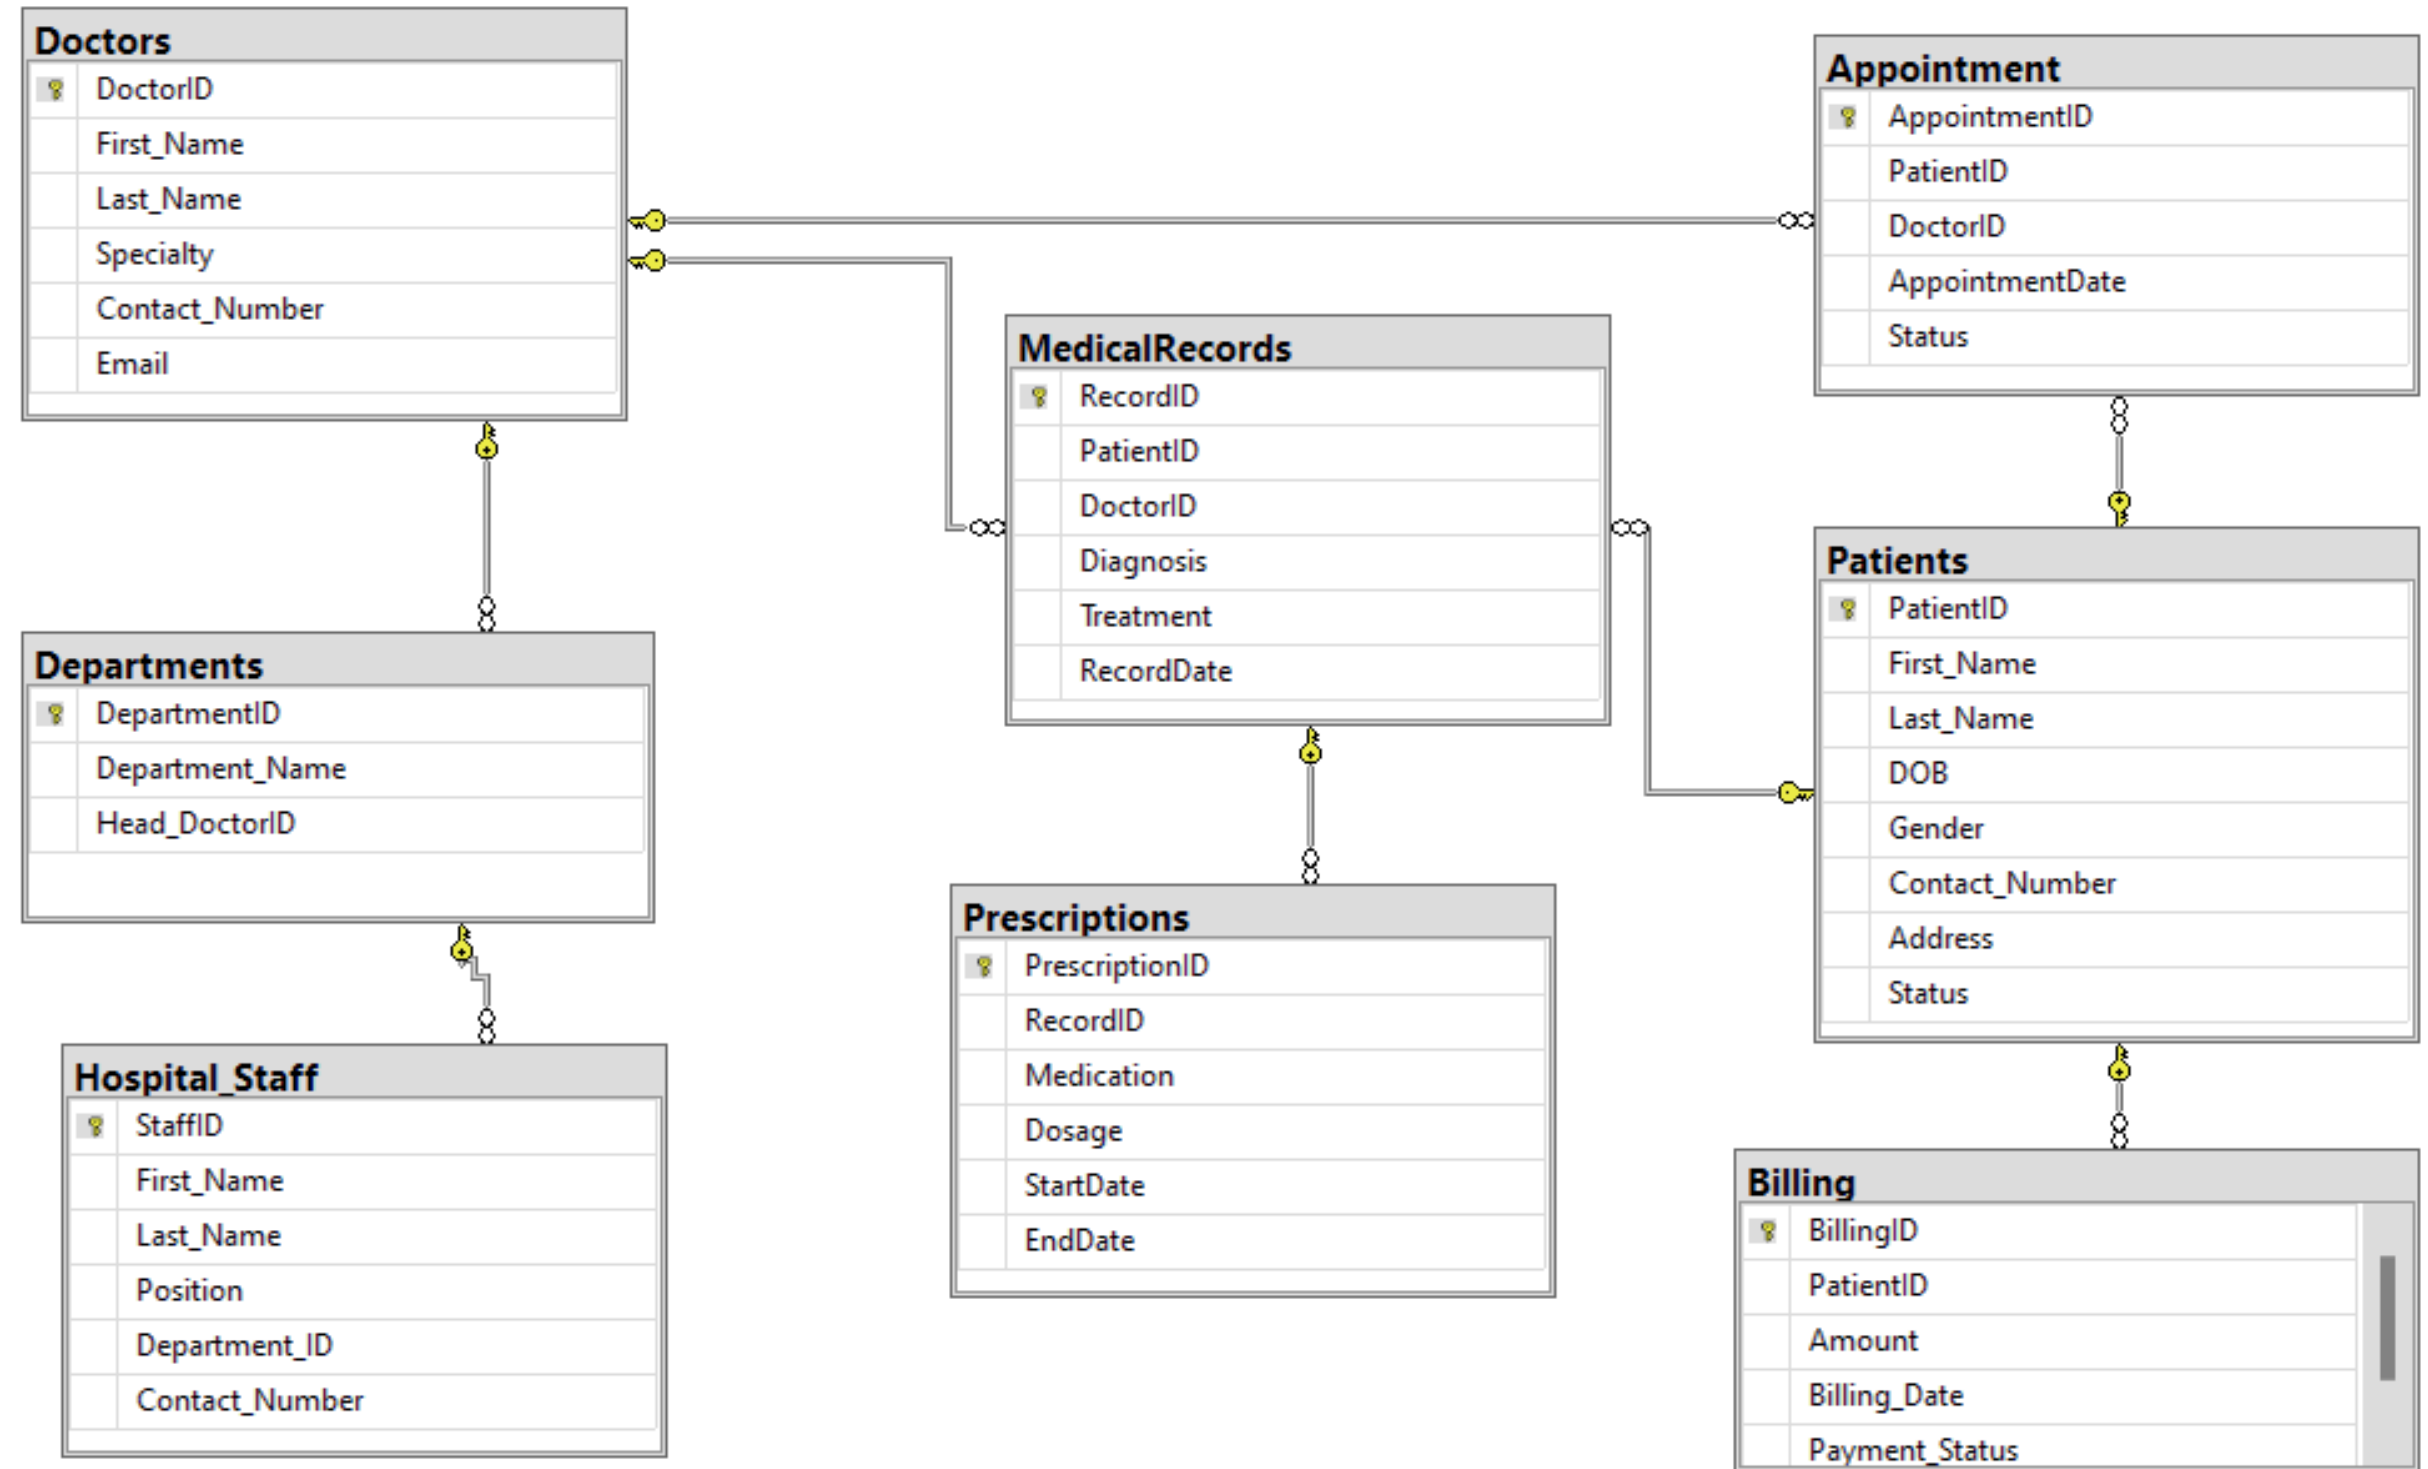 Doctors
DoctorID
First_Name
Last_Name
Specialty
Contact_Number
Email
Appointment
AppointmentID
PatientID
DoctorID
AppointmentDate
Status
MedicalRecords
RecordID
PatientID
DoctorID
Diagnosis
Treatment
RecordDate
Patients
PatientID
First_Name
Last_Name
DOB
Gender
Contact_Number
Address
Status
Departments
DepartmentID
Department_Name
Head_DoctorID
Prescriptions
PrescriptionID
RecordID
Medication
Dosage
StartDate
EndDate
Hospital_Staff
StaffID
First_Name
Last_Name
Position
Department_ID
Contact_Number
Billing
BillingID
PatientID
Amount
Billing_Date
Payment_Status